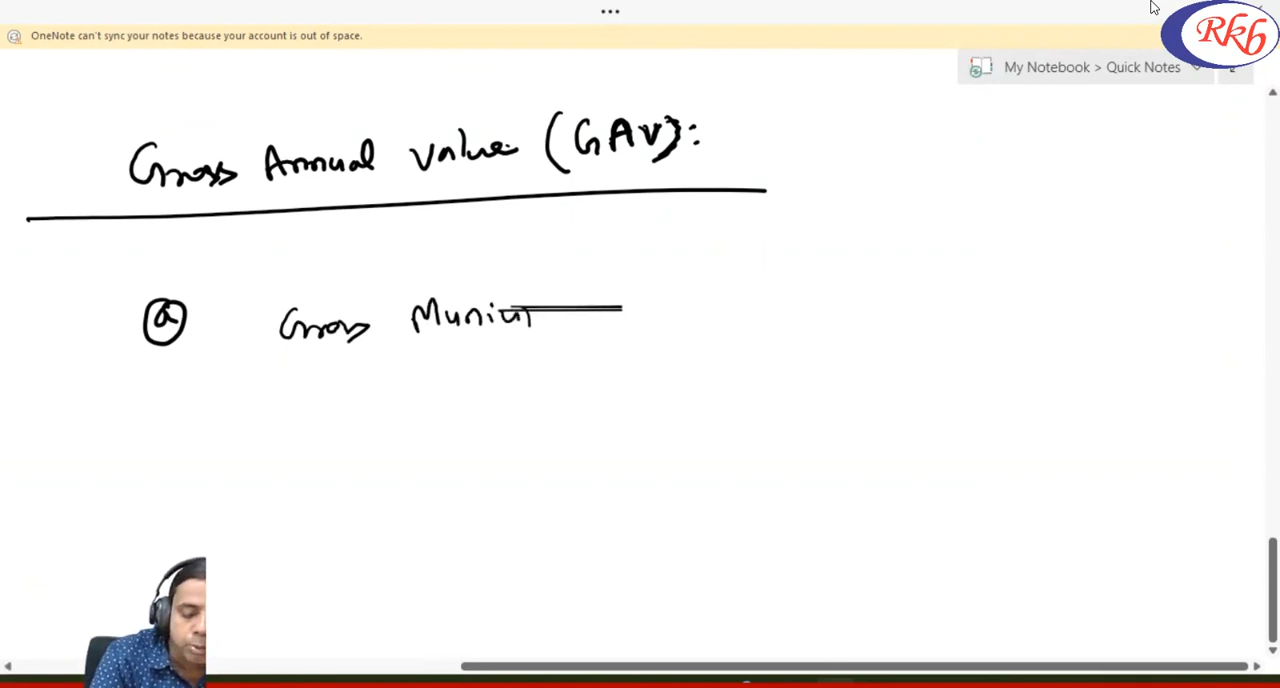 OneNote can't sync your notes because your account is out of space.
Rkb
My Notebook > Quick Notes
Gross Annual Value (GAV):
a Gross